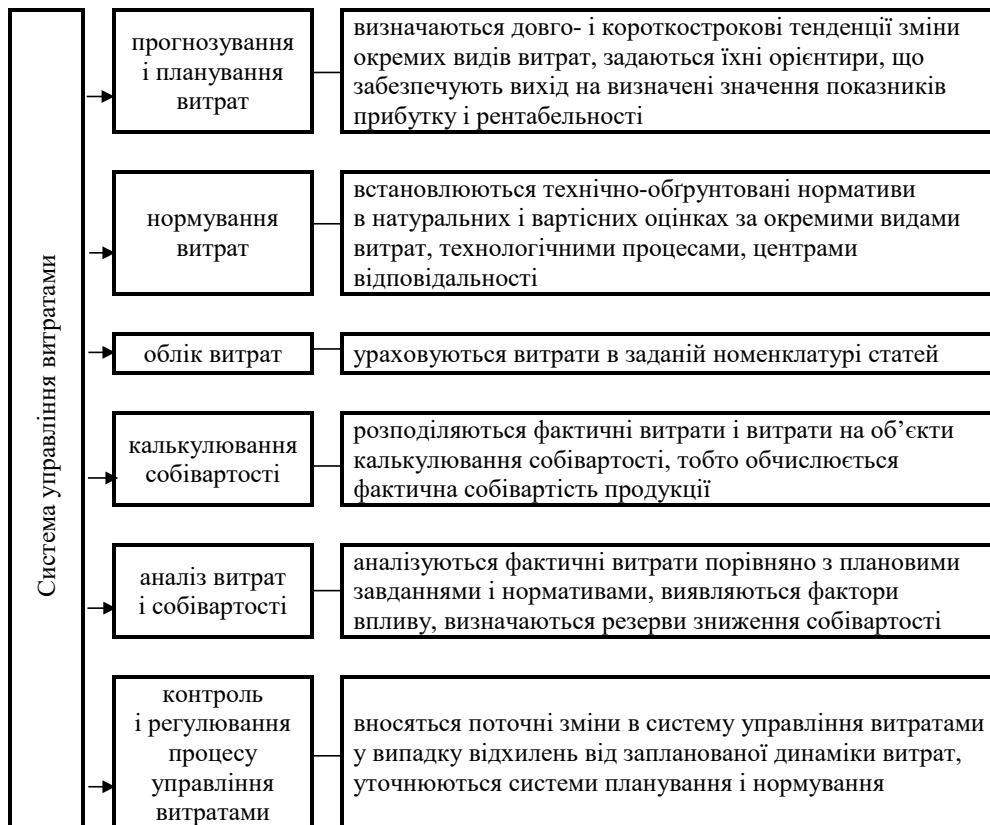 Система управління витратами
прогнозування
і планування
витрат
визначаються довго- і короткострокові тенденції зміни
окремих видів витрат, задаються їхні орієнтири, що
забезпечують вихід на визначені значення показників
прибутку і рентабельності
нормування
витрат
встановлюються технічно-обґрунтовані нормативи
в натуральних і вартісних оцінках за окремими видами
витрат, технологічними процесами, центрами
відповідальності
облік витрат
ураховуються витрати в заданій номенклатурі статей
калькулювання
собівартості
розподіляються фактичні витрати і витрати на об’єкти
калькулювання собівартості, тобто обчислюється
фактична собівартість продукції
аналіз витрат
і собівартості
аналізуються фактичні витрати порівняно з плановими
завданнями і нормативами, виявляються фактори
впливу, визначаються резерви зниження собівартості
контроль
і регулювання
процесу
управління
витратами
вносяться поточні зміни в систему управління витратами
у випадку відхилень від запланованої динаміки витрат,
уточнюються системи планування і нормування